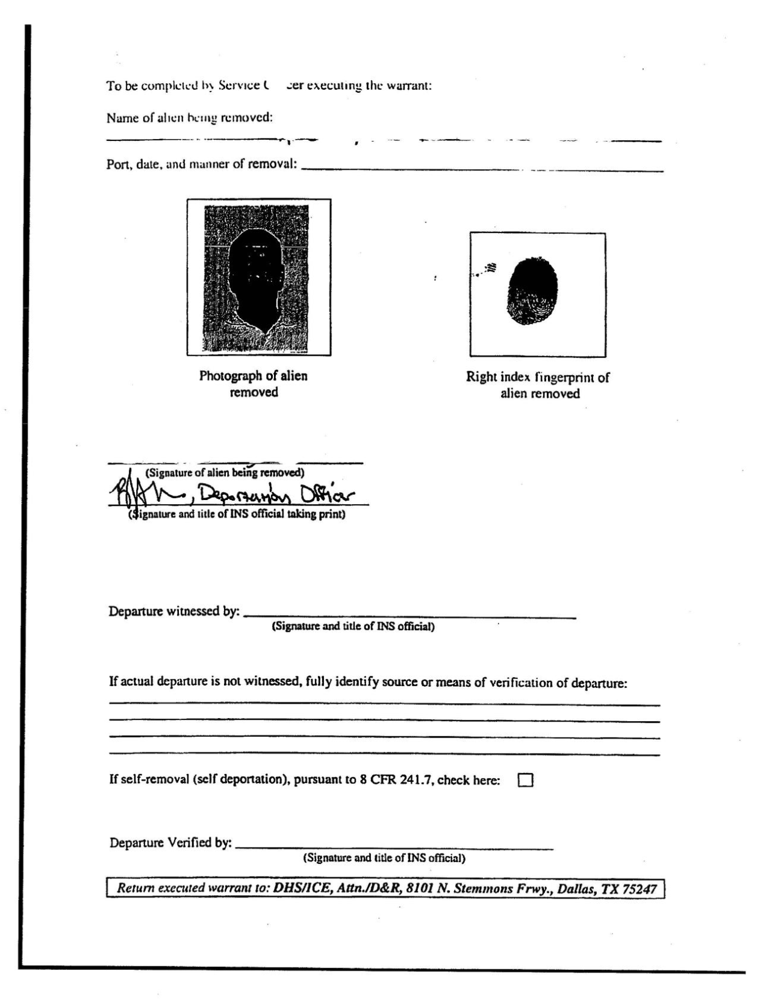 To be completed by Service executing the warrant:
Name of alien being removed:
Port, date, and manner of removal:
Photograph of alien
removed
Right index fingerprint of
alien removed
(Signature of alien being removed)
, Deportation Officer
(Signature and title of INS official taking print)
Departure witnessed by:
(Signature and title of INS official)
If actual departure is not witnessed, fully identify source or means of verification of departure:
If self-removal (self deportation), pursuant to 8 CFR 241.7, check here:
Departure Verified by:
(Signature and title of INS official)
Return executed warrant to: DHS/ICE, Attn./D&R, 8101 N. Stemmons Frwy., Dallas, TX 75247